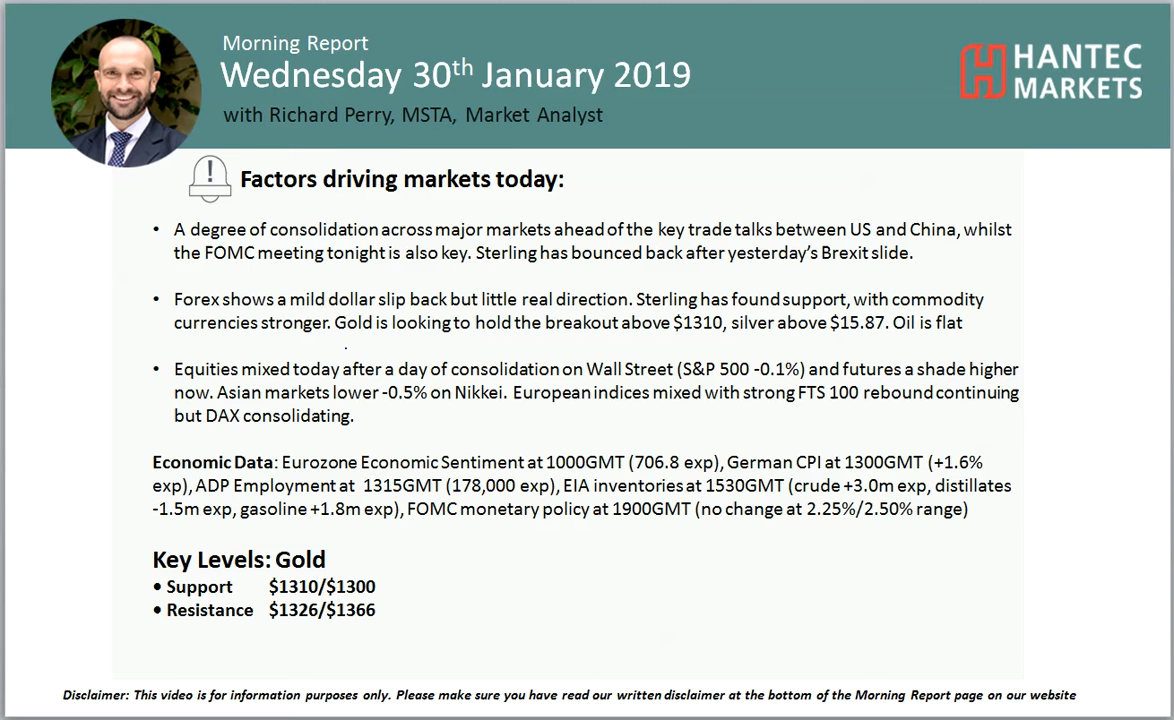 Morning Report
Wednesday 30th January 2019
with Richard Perry, MSTA, Market Analyst
HANTEC
MARKETS
!
Factors driving markets today:
• A degree of consolidation across major markets ahead of the key trade talks between US and China, whilst
the FOMC meeting tonight is also key. Sterling has bounced back after yesterday's Brexit slide.
• Forex shows a mild dollar slip back but little real direction. Sterling has found support, with commodity
currencies stronger. Gold is looking to hold the breakout above $1310, silver above $15.87. Oil is flat
.
• Equities mixed today after a day of consolidation on Wall Street (S&P 500 -0.1%) and futures a shade higher
now. Asian markets lower -0.5% on Nikkei. European indices mixed with strong FTS 100 rebound continuing
but DAX consolidating.
Economic Data: Eurozone Economic Sentiment at 1000GMT (706.8 exp), German CPI at 1300GMT (+1.6%
exp), ADP Employment at 1315GMT (178,000 exp), EIA inventories at 1530GMT (crude +3.0m exp, distillates
-1.5m exp, gasoline +1.8m exp), FOMC monetary policy at 1900GMT (no change at 2.25%/2.50% range)
Key Levels: Gold
• Support $1310/$1300
• Resistance $1326/$1366
Disclaimer: This video is for information purposes only. Please make sure you have read our written disclaimer at the bottom of the Morning Report page on our website